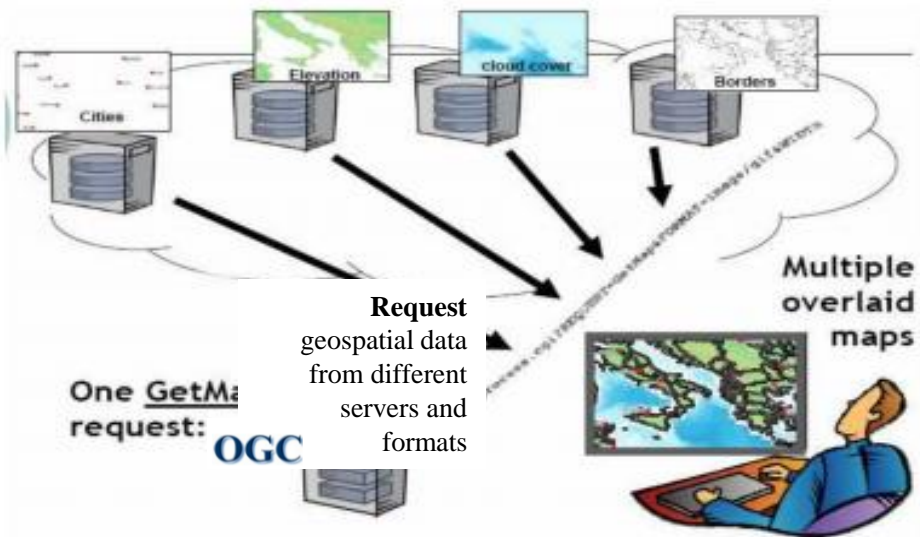 Elevation
cloud cover
Borders
Cities
Multiple
overlaid
maps
Request
geospatial data
from different
servers and
formats
One GetMa
request:
OGC